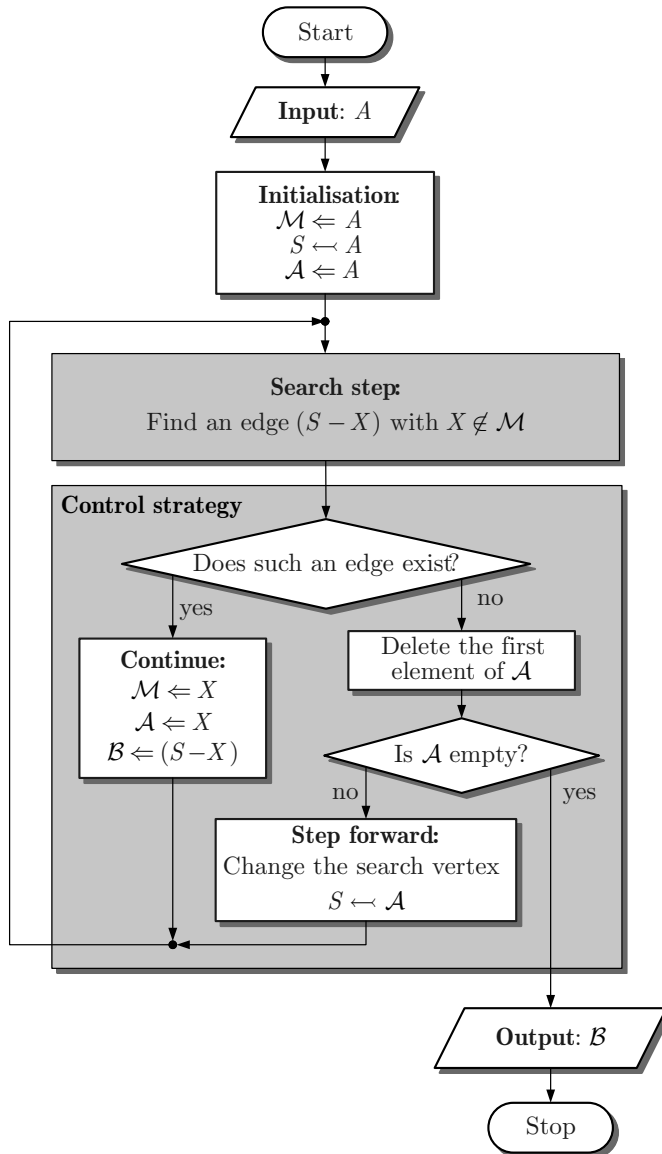 Start
Input: A
Initialisation:
ℳ ⇐ A
S ↢ A
𝒜 ⇐ A
Search step:
Find an edge (S − X) with X ∉ ℳ
Control strategy
Does such an edge exist?
yes
no
Continue:
ℳ ⇐ X
𝒜 ⇐ X
ℬ ⇐ (S−X)
Delete the first
element of 𝒜
Is 𝒜 empty?
no
yes
Step forward:
Change the search vertex
S ↢ 𝒜
Output: ℬ
Stop